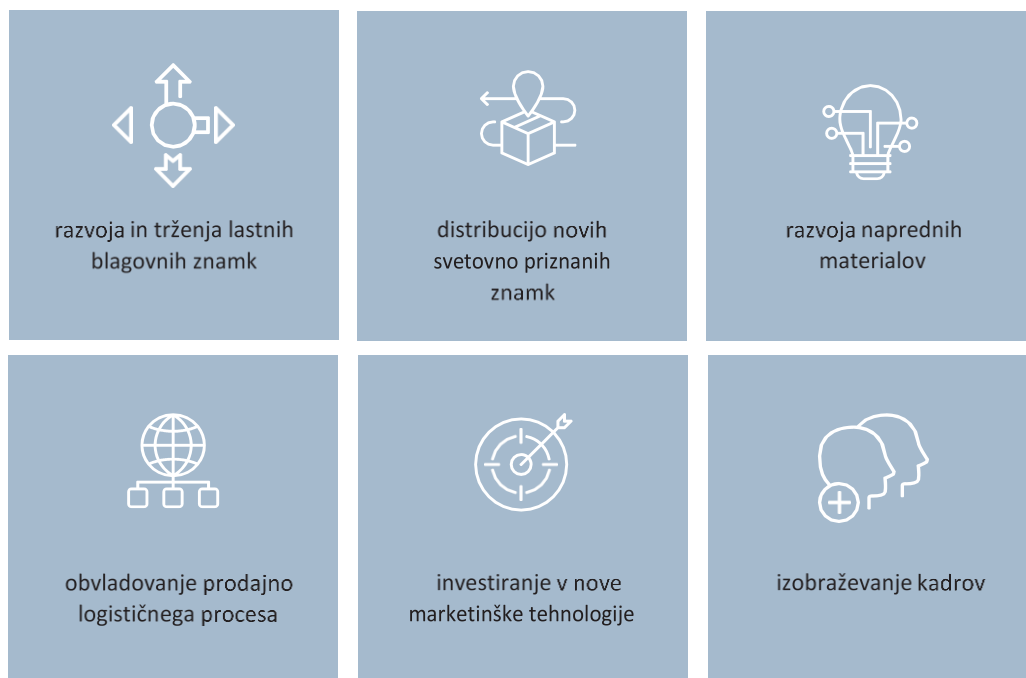 razvoja in trženja lastnih
blagovnih znamk
distribucijo novih
svetovno priznanih
znamk
razvoja naprednih
materialov
obvladovanje prodajno
logističnega procesa
investiranje v nove
marketinške tehnologije
izobraževanje kadrov